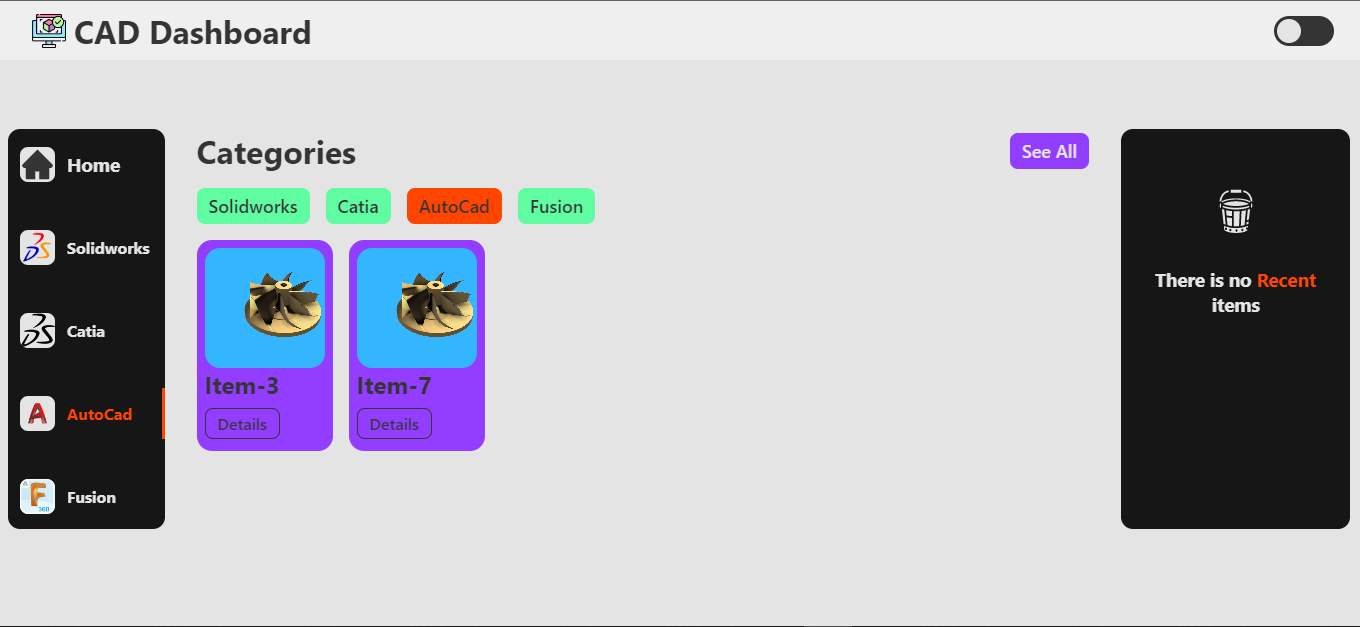 CAD Dashboard
Home
Solidworks
Catia
AutoCad
Fusion
Categories
See All
Solidworks
Catia
AutoCad
Fusion
Item-3
Details
Item-7
Details
There is no Recent
items